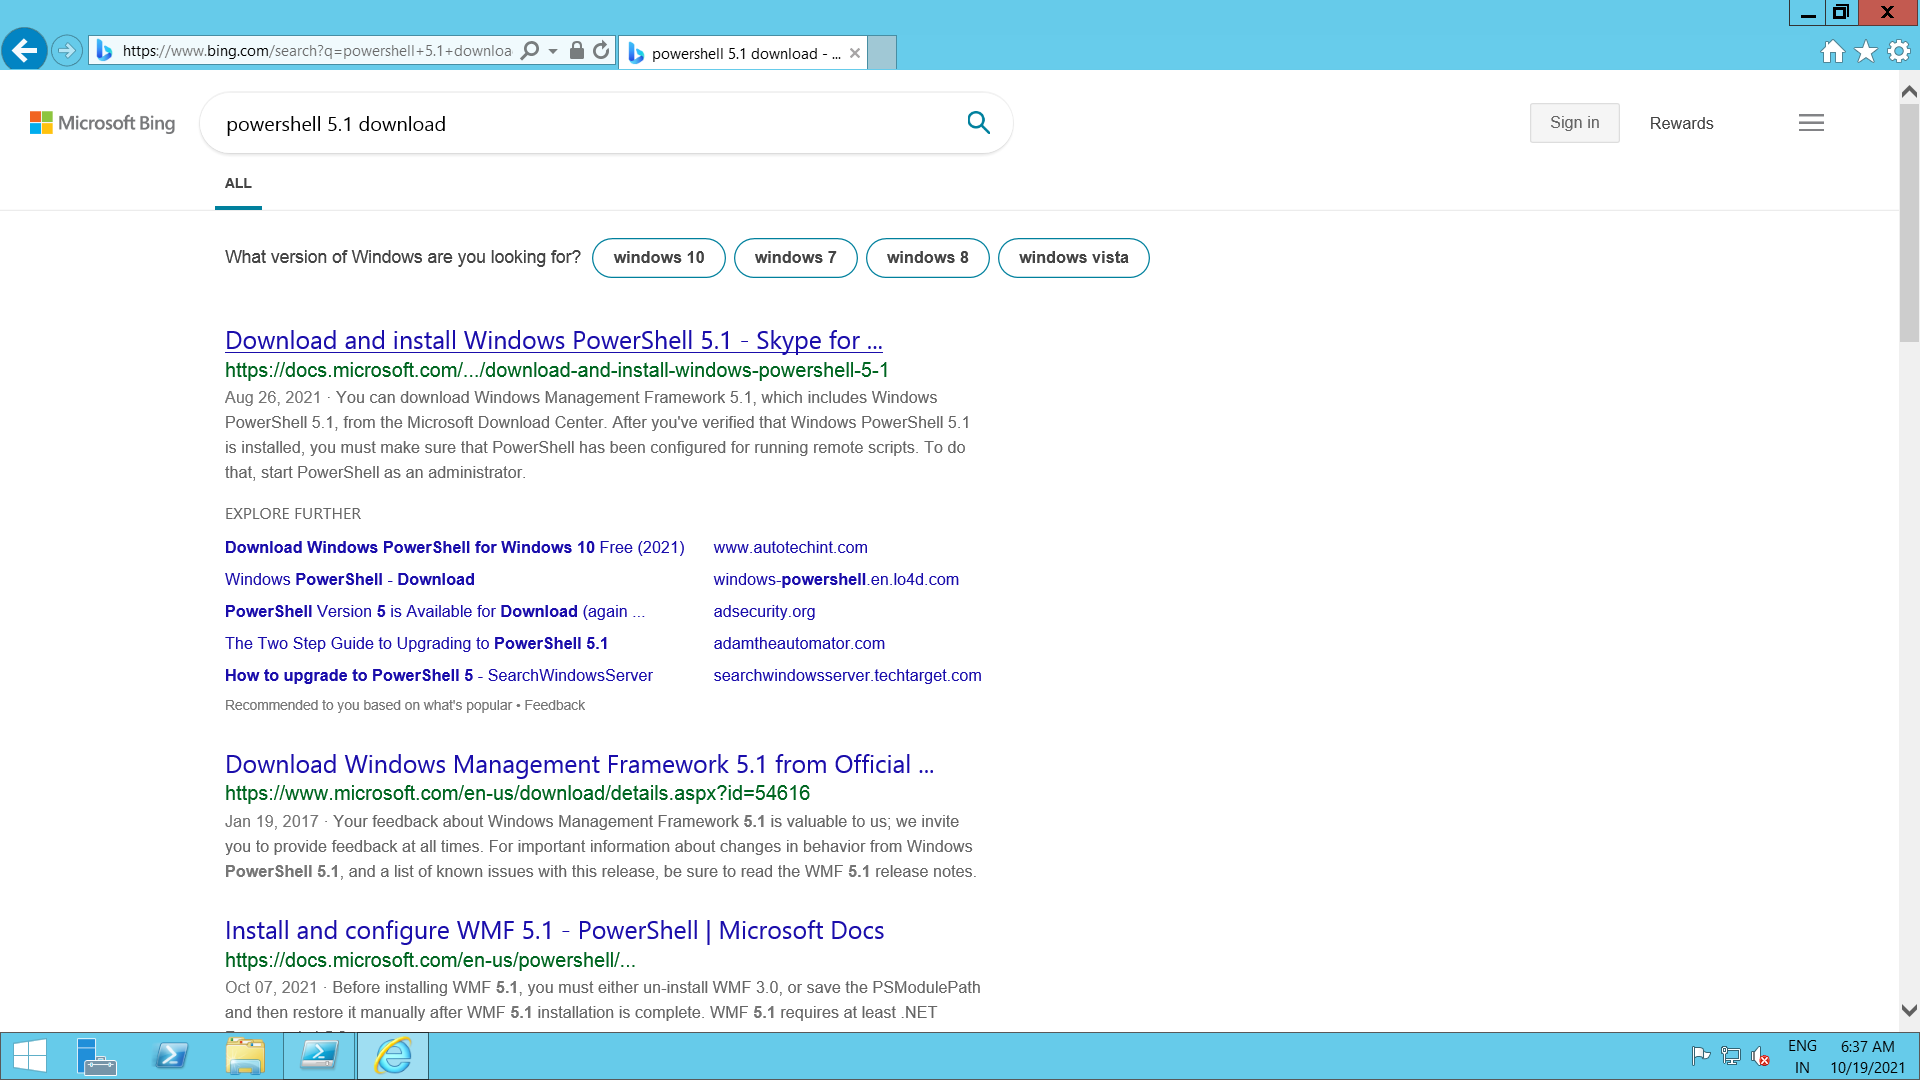 https://www.bing.com/search?q=powershell+5.1+downloa
powershell 5.1 download - ...
Microsoft Bing
powershell 5.1 download
Sign in
Rewards
ALL
What version of Windows are you looking for? windows 10 windows 7 windows 8 windows vista
Download and install Windows PowerShell 5.1 - Skype for ...
https://docs.microsoft.com/.../download-and-install-windows-powershell-5-1
Aug 26, 2021 · You can download Windows Management Framework 5.1, which includes Windows
PowerShell 5.1, from the Microsoft Download Center. After you've verified that Windows PowerShell 5.1
is installed, you must make sure that PowerShell has been configured for running remote scripts. To do
that, start PowerShell as an administrator.
EXPLORE FURTHER
Download Windows PowerShell for Windows 10 Free (2021) www.autotechint.com
Windows PowerShell - Download windows-powershell.en.lo4d.com
PowerShell Version 5 is Available for Download (again ... adsecurity.org
The Two Step Guide to Upgrading to PowerShell 5.1 adamtheautomator.com
How to upgrade to PowerShell 5 - SearchWindowsServer searchwindowsserver.techtarget.com
Recommended to you based on what's popular • Feedback
Download Windows Management Framework 5.1 from Official ...
https://www.microsoft.com/en-us/download/details.aspx?id=54616
Jan 19, 2017 · Your feedback about Windows Management Framework 5.1 is valuable to us; we invite
you to provide feedback at all times. For important information about changes in behavior from Windows
PowerShell 5.1, and a list of known issues with this release, be sure to read the WMF 5.1 release notes.
Install and configure WMF 5.1 - PowerShell | Microsoft Docs
https://docs.microsoft.com/en-us/powershell/...
Oct 07, 2021 · Before installing WMF 5.1, you must either un-install WMF 3.0, or save the PSModulePath
and then restore it manually after WMF 5.1 installation is complete. WMF 5.1 requires at least .NET
ENG
IN
6:37 AM
10/19/2021